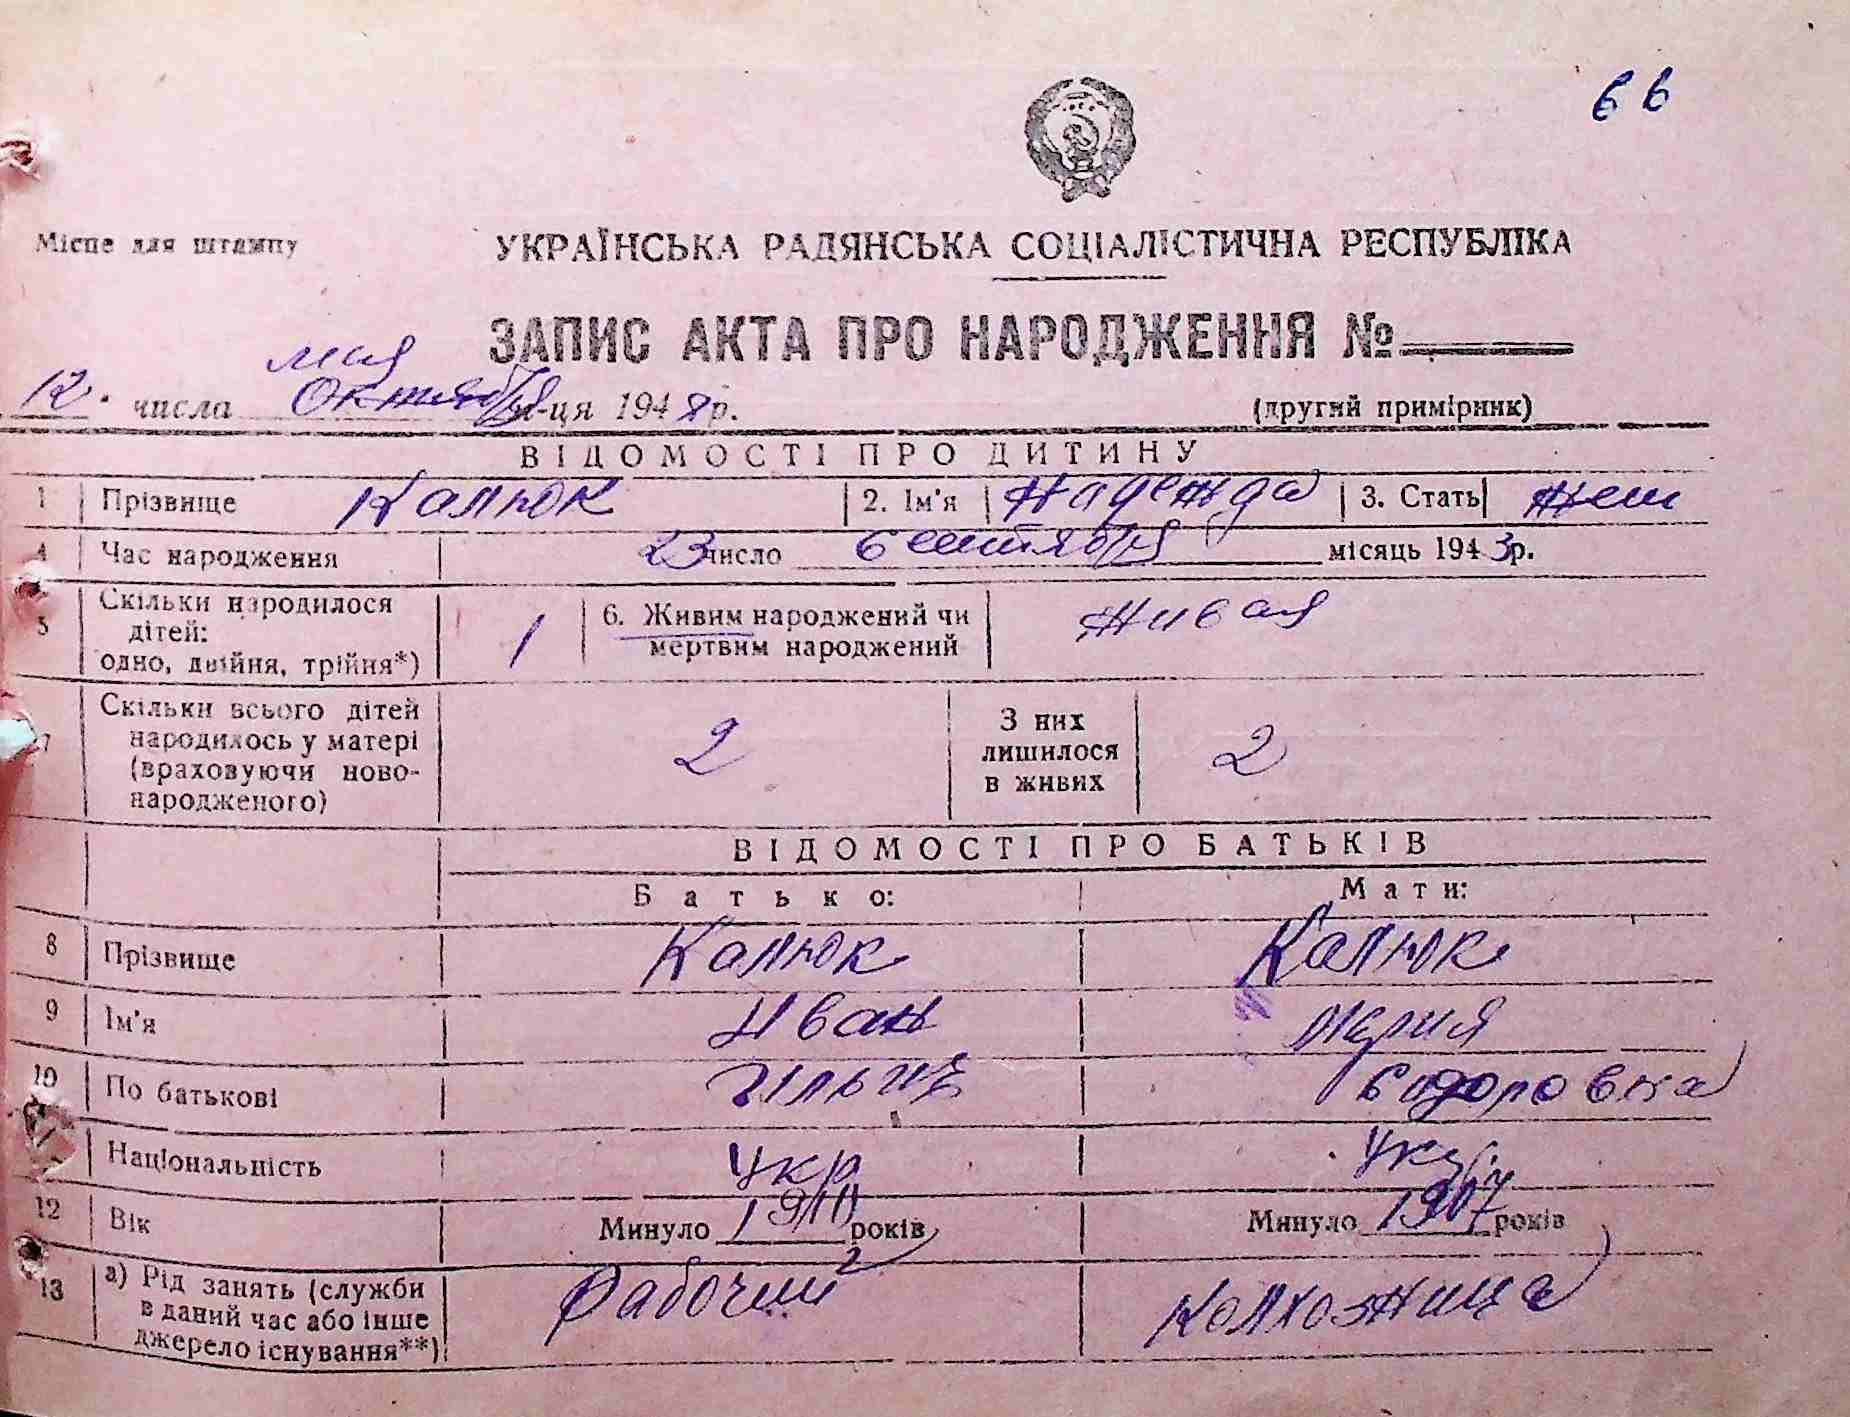 66
Місце для штампу
УКРАЇНСЬКА РАДЯНСЬКА СОЦІАЛІСТИЧНА РЕСПУБЛІКА
ЗАПИС АКТА ПРО НАРОДЖЕННЯ №
мая
12. числа Октября м-ця 1948 р.
(другий примірник)
ВІДОМОСТІ ПРО ДИТИНУ
1 Прізвище Калюк 2. Ім'я Надежда 3. Стать жен
4 Час народження 23 число Сентября місяць 1943 р.
5 Скільки народилося дітей: одно, двійня, трійня*) 1 6. Живим народжений чи мертвим народжений Живая
7 Скільки всього дітей народилось у матері (враховуючи новонародженого) 2 З них лишилося в живих 2
ВІДОМОСТІ ПРО БАТЬКІВ
Батько: Мати:
8 Прізвище Калюк Калюк
9 Ім'я Иван Мария
10 По батькові Ильич Сидоровка
Національність Укр Укр.
12 Вік Минуло 1910 років Минуло 1907 років
13 а) Рід занять (служби в даний час або інше джерело існування**) Рабочий Колхозница